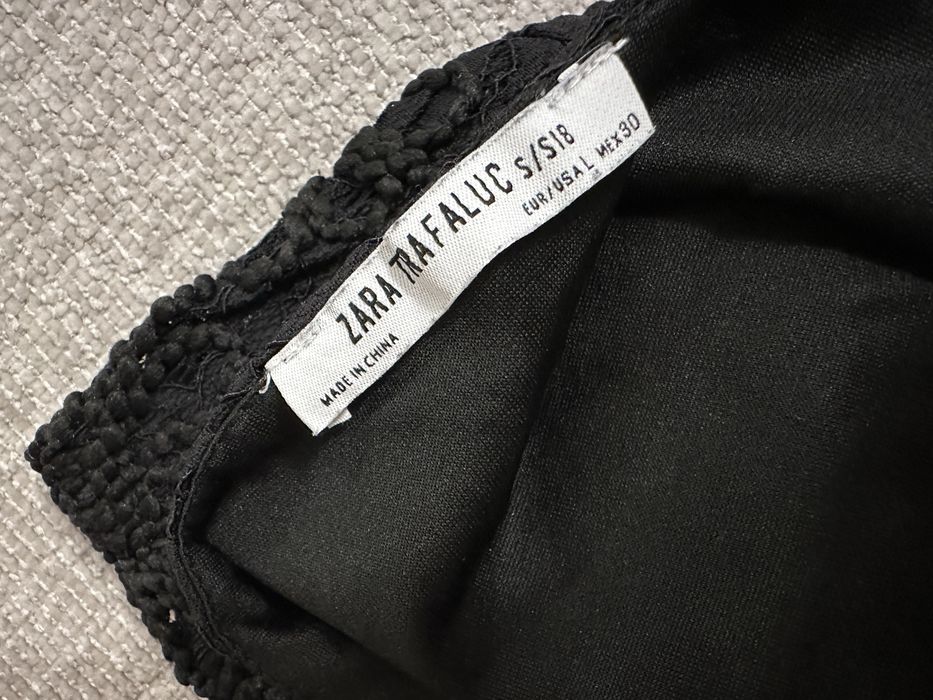 ZARA TRAFALUC S/S18
MADE IN CHINA EUR/USA L MEX 30